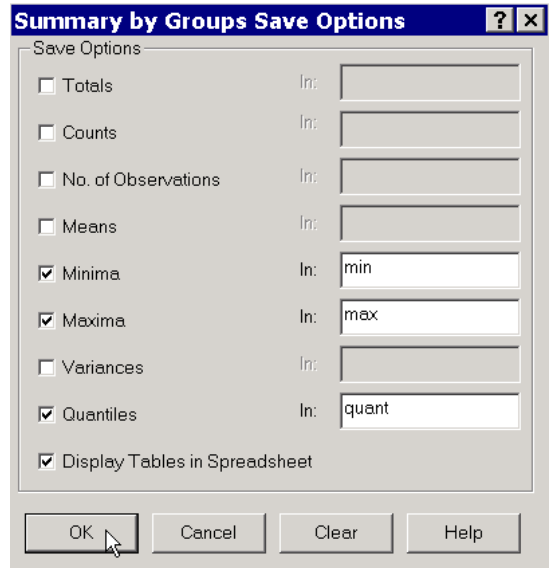 Summary by Groups Save Options ? ×
Save Options
Totals In:
Counts In:
No. of Observations In:
Means In:
Minima In: min
Maxima In: max
Variances In:
Quantiles In: quant
Display Tables in Spreadsheet
OK Cancel Clear Help